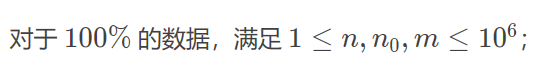 对于 100% 的数据，满足 1 ≤ n, n₀, m ≤ 10⁶；